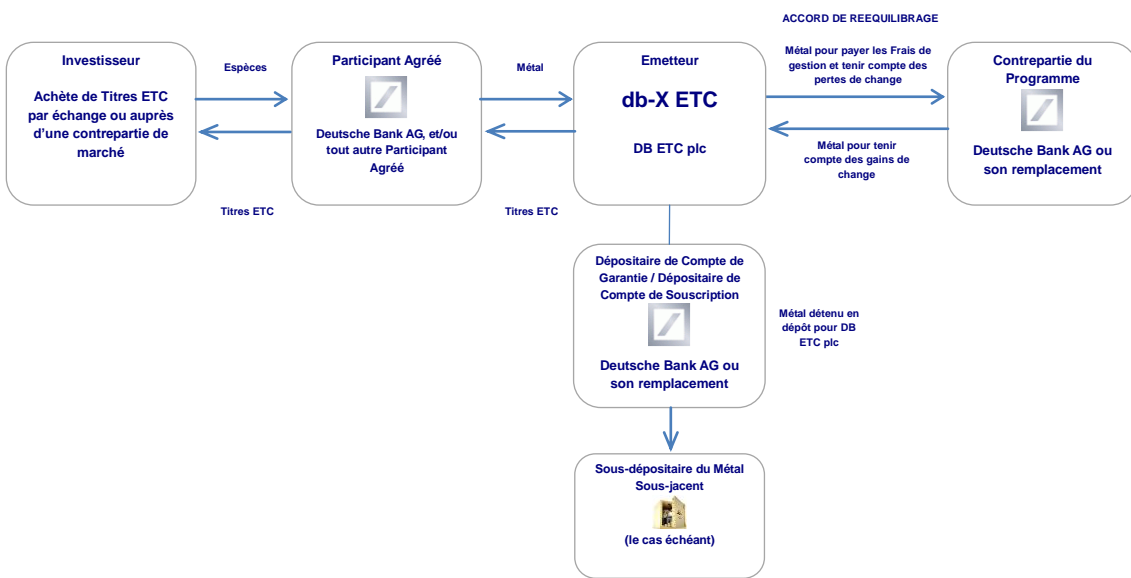 ACCORD DE REEQUILIBRAGE
Investisseur
Achète de Titres ETC
par échange ou auprès
d'une contrepartie de
marché
Espèces
Titres ETC
Participant Agréé
Deutsche Bank AG, et/ou
tout autre Participant
Agréé
Métal
Titres ETC
Emetteur
db-X ETC
DB ETC plc
Métal pour payer les Frais de
gestion et tenir compte des
pertes de change
Métal pour tenir
compte des gains de
change
Contrepartie du
Programme
Deutsche Bank AG ou
son remplacement
Dépositaire de Compte de
Garantie / Dépositaire de
Compte de Souscription
Deutsche Bank AG ou
son remplacement
Métal détenu en
dépôt pour DB
ETC plc
Sous-dépositaire du Métal
Sous-jacent
(le cas échéant)